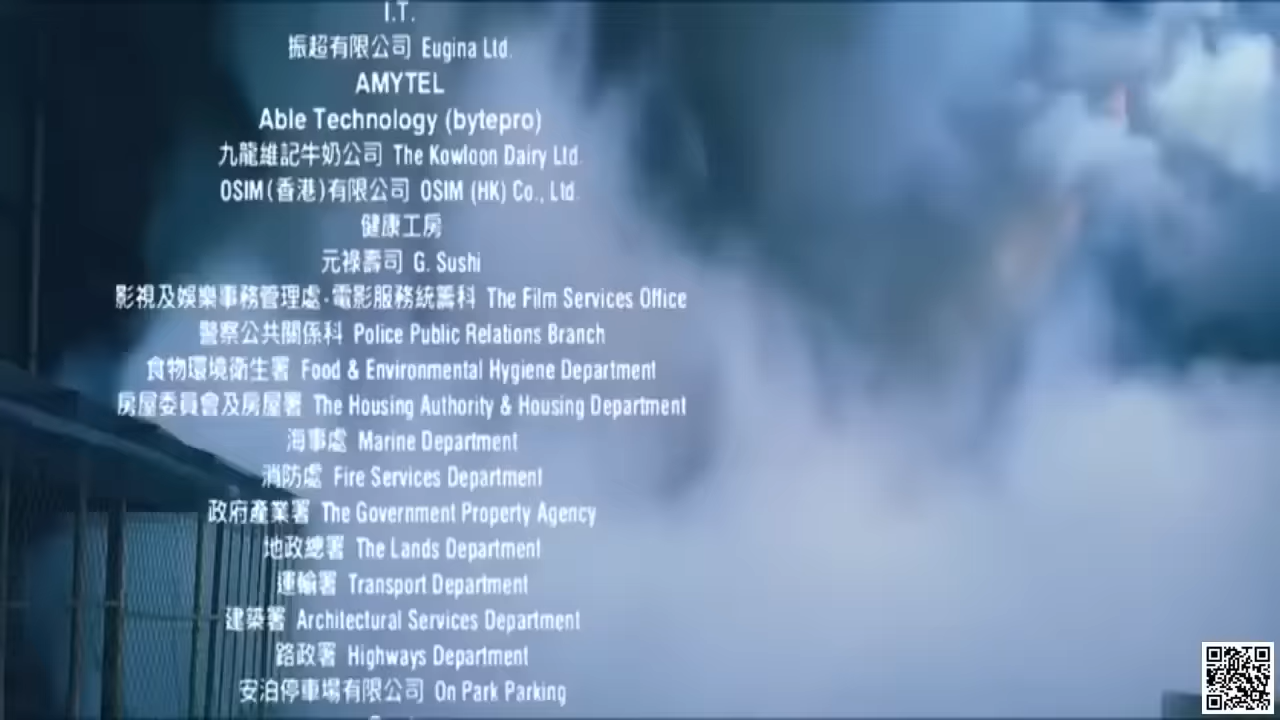 I.T.
振超有限公司 Eugina Ltd.
AMYTEL
Able Technology (bytepro)
九龍維記牛奶公司 The Kowloon Dairy Ltd.
OSIM(香港)有限公司 OSIM (HK) Co., Ltd.
健康工房
元祿壽司 G. Sushi
影視及娛樂事務管理處-電影服務統籌科 The Film Services Office
警察公共關係科 Police Public Relations Branch
食物環境衛生署 Food & Environmental Hygiene Department
房屋委員會及房屋署 The Housing Authority & Housing Department
海事處 Marine Department
消防處 Fire Services Department
政府產業署 The Government Property Agency
地政總署 The Lands Department
運輸署 Transport Department
建築署 Architectural Services Department
路政署 Highways Department
安泊停車場有限公司 On Park Parking